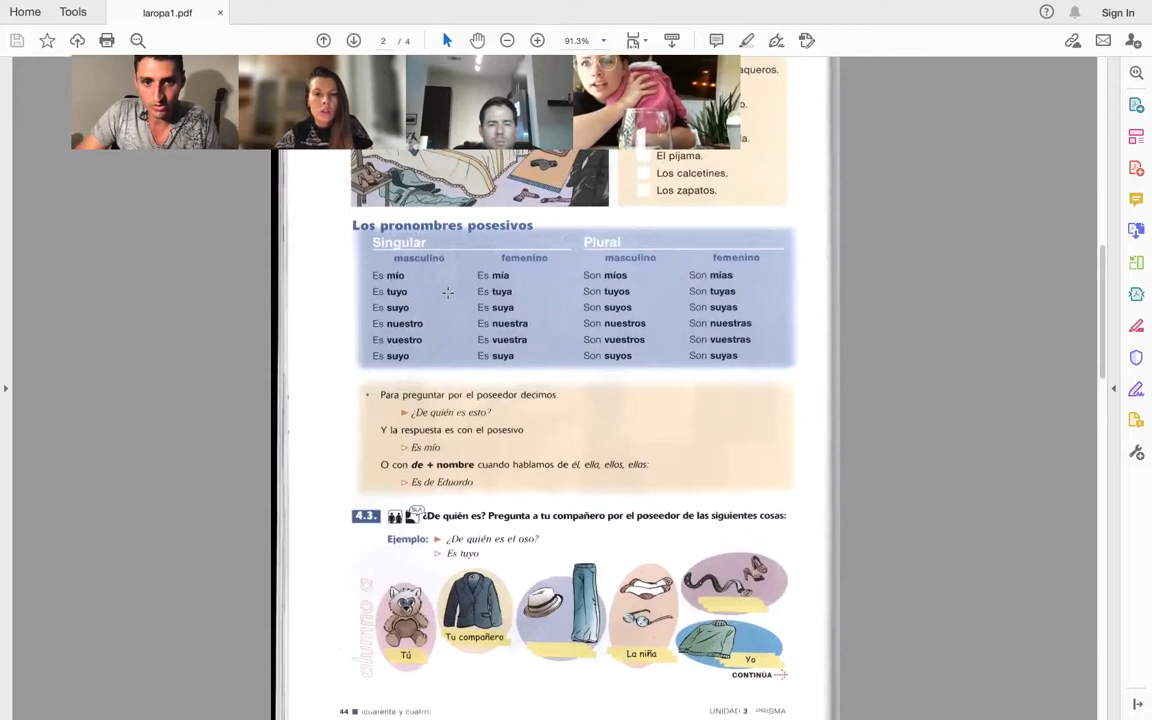 Home Tools laropa1.pdf × Sign In
2 / 4 91.3%
aqueros.
o.
a.
El pijama.
Los calcetines.
Los zapatos.
Los pronombres posesivos
Singular Plural
masculino femenino masculino femenino
Es mío Es mía Son míos Son mías
Es tuyo Es tuya Son tuyos Son tuyas
Es suyo Es suya Son suyos Son suyas
Es nuestro Es nuestra Son nuestros Son nuestras
Es vuestro Es vuestra Son vuestros Son vuestras
Es suyo Es suya Son suyos Son suyas
Para preguntar por el poseedor decimos
¿De quién es esto?
Y la respuesta es con el posesivo
Es mío
O con de + nombre cuando hablamos de él, ella, ellos, ellas:
Es de Eduardo
4.3. BLA ¿De quién es? Pregunta a tu compañero por el poseedor de las siguientes cosas:
Ejemplo: ¿De quién es el oso?
Es tuyo
alumno a
Tú
Tu compañero
La niña
Yo
CONTINÚA
44 (cuarenta y cuatro) UNIDAD 3 PRISMA